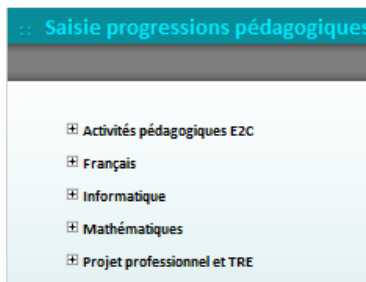 :: Saisie progressions pédagogiques
Activités pédagogiques E2C
Français
Informatique
Mathématiques
Projet professionnel et TRE